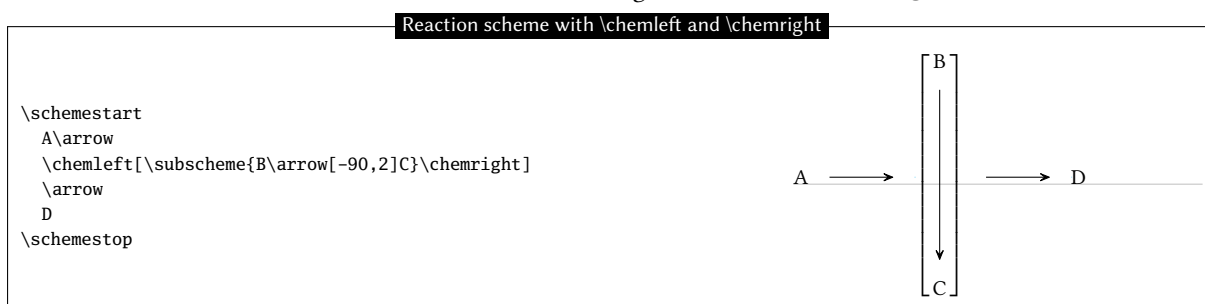 Reaction scheme with \chemleft and \chemright
\schemestart
A\arrow
\chemleft[\subscheme{B\arrow[-90,2]C}\chemright]
\arrow
D
\schemestop
B
A
D
C